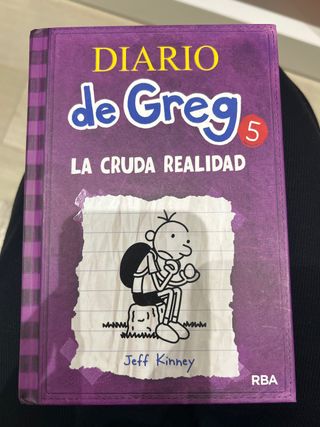 DIARIO
de Greg 5
LA CRUDA REALIDAD
Jeff Kinney
RBA